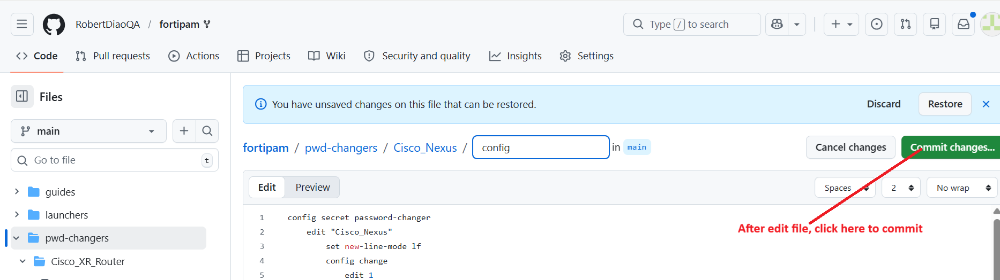 RobertDiaoQA / fortipam
Type / to search
Code Pull requests Actions Projects Wiki Security and quality Insights Settings
Files
You have unsaved changes on this file that can be restored. Discard Restore
main
fortipam / pwd-changers / Cisco_Nexus / config in main Cancel changes Commit changes...
Go to file t
Edit Preview Spaces 2 No wrap
guides
launchers
pwd-changers
Cisco_XR_Router
1 config secret password-changer
2 edit "Cisco_Nexus"
3 set new-line-mode lf
4 config change
5 edit 1
After edit file, click here to commit